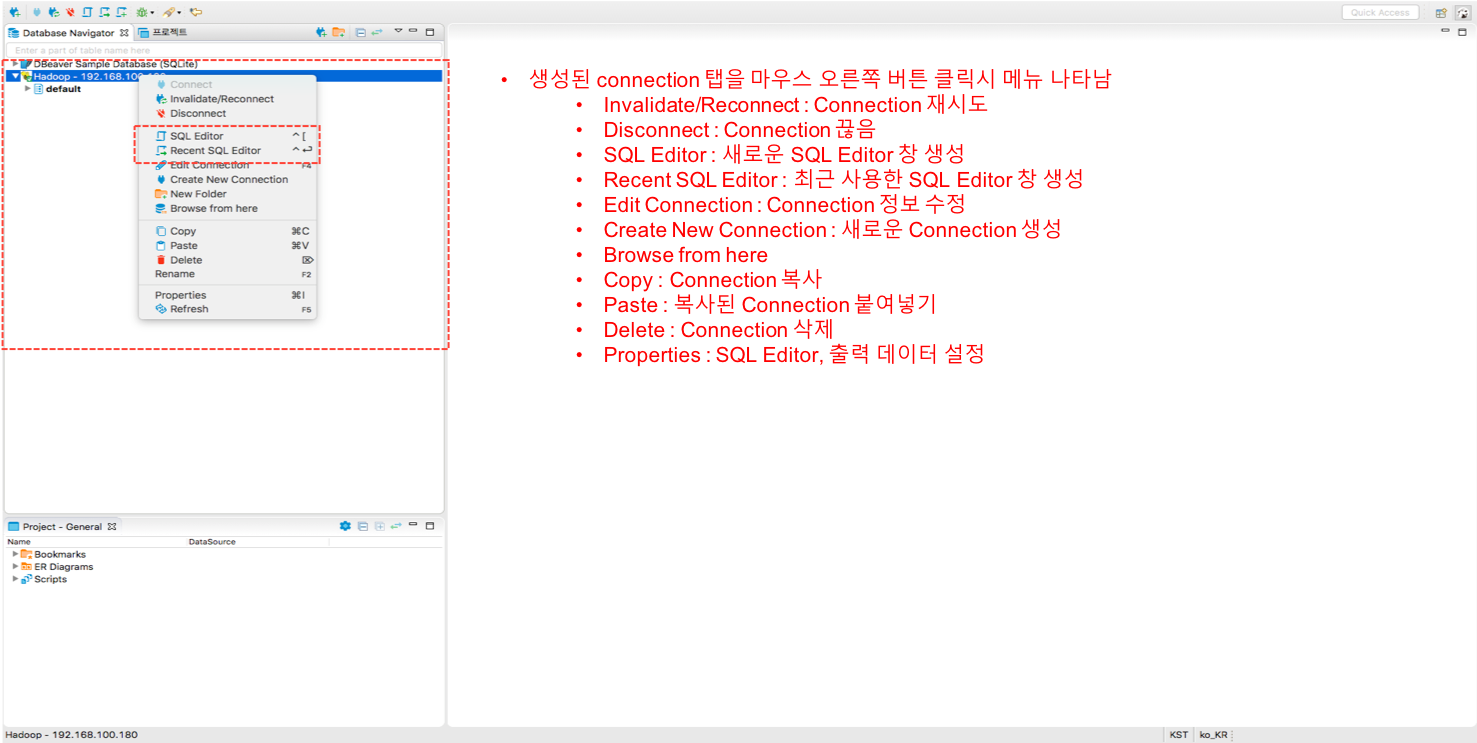 Quick Access
Database Navigator
프로젝트
Enter a part of table name here
DBeaver Sample Database (SQLite)
Hadoop - 192.168.100.180
default
Connect
Invalidate/Reconnect
Disconnect
SQL Editor ^ [
Recent SQL Editor ^ ↩
Edit Connection F4
Create New Connection
New Folder
Browse from here
Copy ⌘C
Paste ⌘V
Delete ⌦
Rename F2
Properties ⌘I
Refresh F5
• 생성된 connection 탭을 마우스 오른쪽 버튼 클릭시 메뉴 나타남
• Invalidate/Reconnect : Connection 재시도
• Disconnect : Connection 끊음
• SQL Editor : 새로운 SQL Editor 창 생성
• Recent SQL Editor : 최근 사용한 SQL Editor 창 생성
• Edit Connection : Connection 정보 수정
• Create New Connection : 새로운 Connection 생성
• Browse from here
• Copy : Connection 복사
• Paste : 복사된 Connection 붙여넣기
• Delete : Connection 삭제
• Properties : SQL Editor, 출력 데이터 설정
Project - General
Name DataSource
Bookmarks
ER Diagrams
Scripts
Hadoop - 192.168.100.180
KST ko_KR